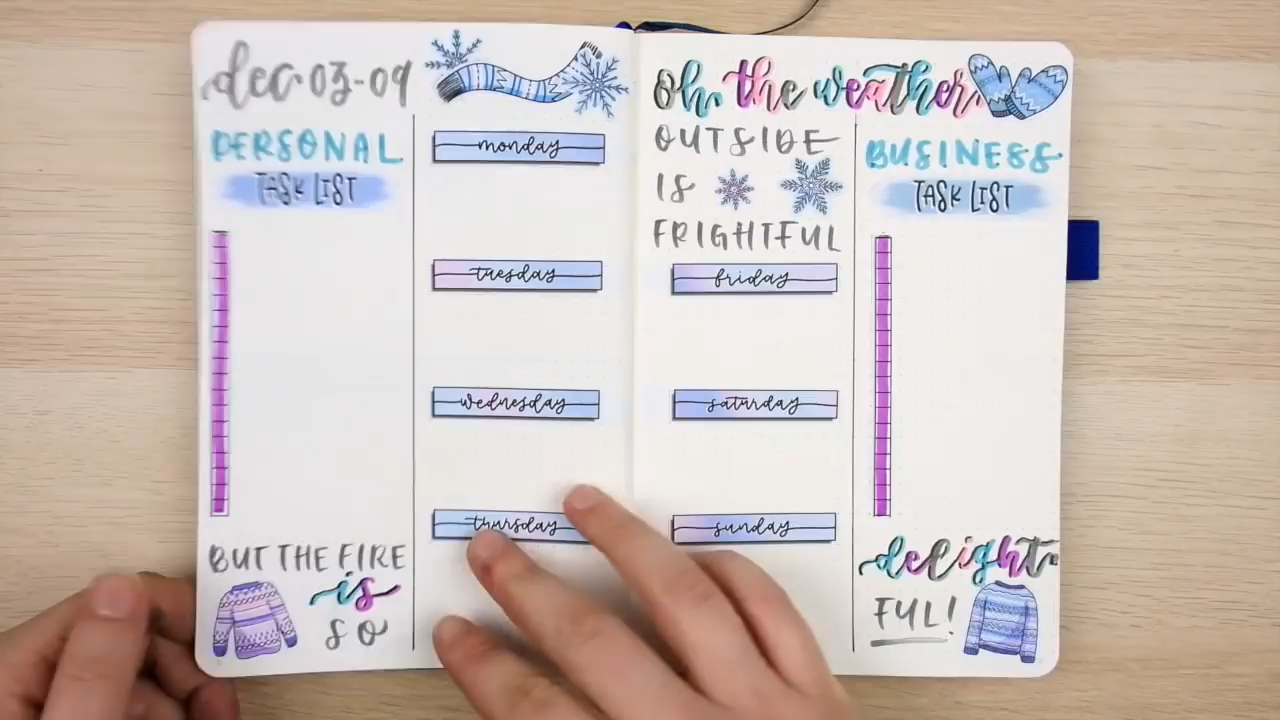 dec 03-09
PERSONAL
TASK LIST
monday
tuesday
wednesday
thursday
BUT THE FIRE
is
SO
oh, the weather
OUTSIDE
IS
FRIGHTFUL
friday
saturday
sunday
BUSINESS
TASK LIST
delight
FUL!